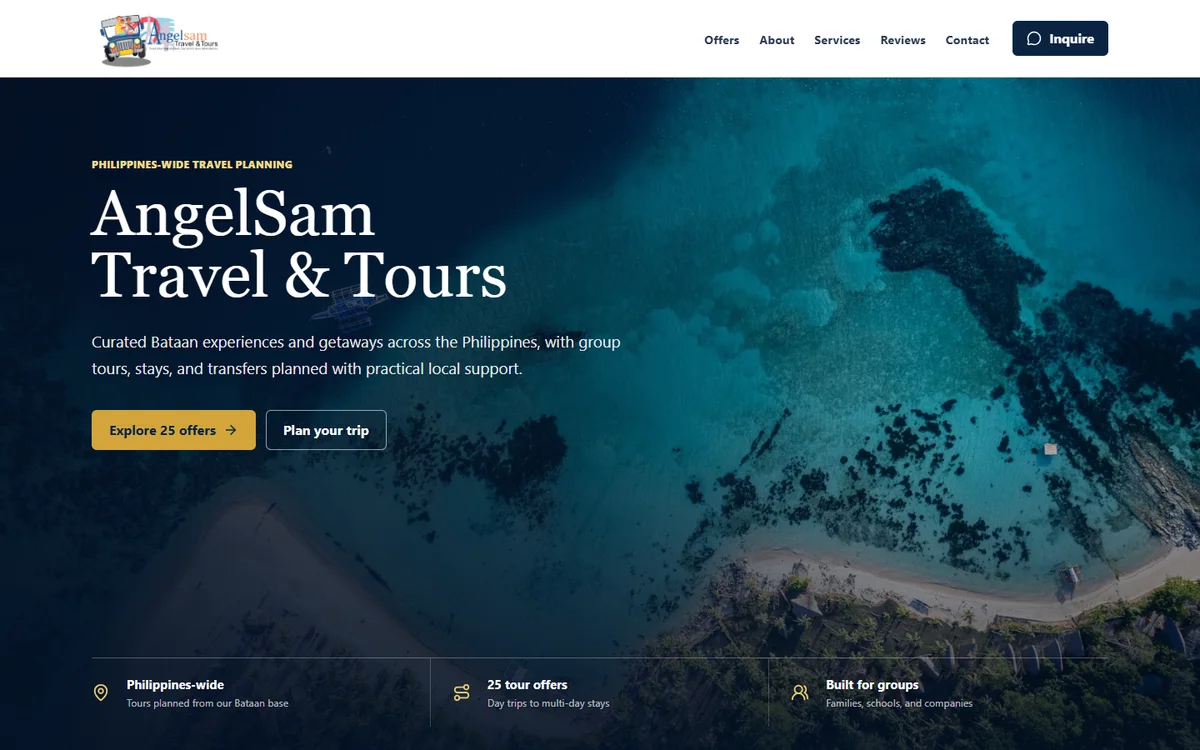 Angelsam
Travel & Tours
Offers
About
Services
Reviews
Contact
Inquire
PHILIPPINES-WIDE TRAVEL PLANNING
AngelSam
Travel & Tours
Curated Bataan experiences and getaways across the Philippines, with group
tours, stays, and transfers planned with practical local support.
Explore 25 offers
Plan your trip
Philippines-wide
Tours planned from our Bataan base
25 tour offers
Day trips to multi-day stays
Built for groups
Families, schools, and companies